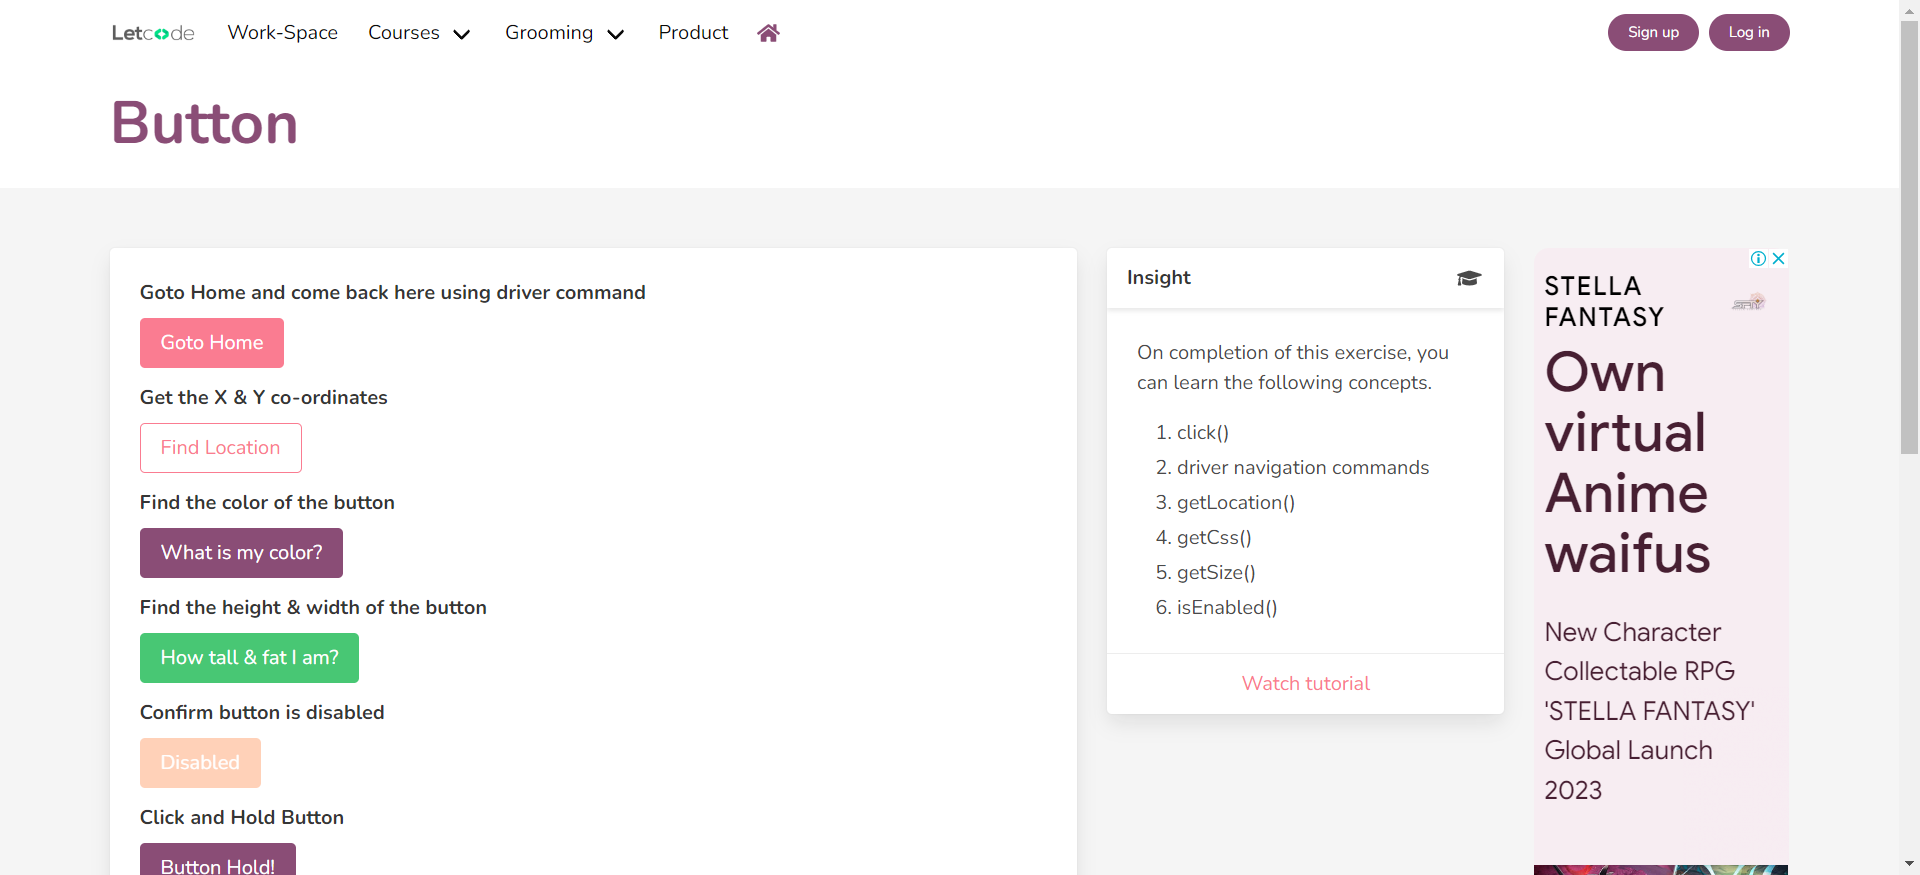 Letcode Work-Space Courses Grooming Product Sign up Log in
Button
Goto Home and come back here using driver command
Goto Home
Get the X & Y co-ordinates
Find Location
Find the color of the button
What is my color?
Find the height & width of the button
How tall & fat I am?
Confirm button is disabled
Disabled
Click and Hold Button
Button Hold!
Insight
On completion of this exercise, you
can learn the following concepts.
1. click()
2. driver navigation commands
3. getLocation()
4. getCss()
5. getSize()
6. isEnabled()
Watch tutorial
STELLA
FANTASY
Own
virtual
Anime
waifus
New Character
Collectable RPG
'STELLA FANTASY'
Global Launch
2023